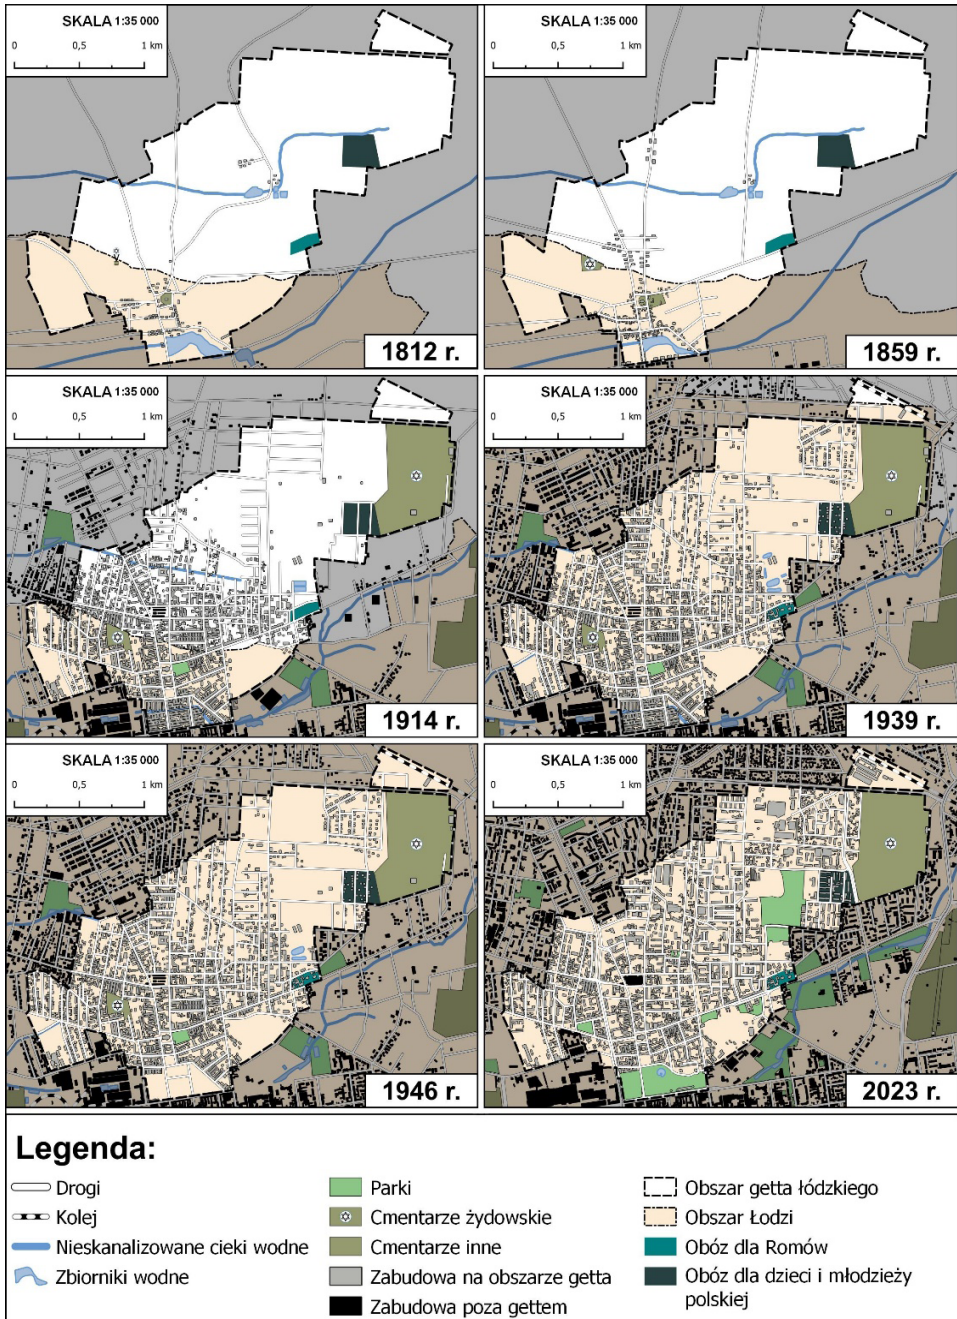 SKALA 1:35 000
0 0,5 1 km
1812 r.
SKALA 1:35 000
0 0,5 1 km
1859 r.
SKALA 1:35 000
0 0,5 1 km
1914 r.
SKALA 1:35 000
0 0,5 1 km
1939 r.
SKALA 1:35 000
0 0,5 1 km
1946 r.
SKALA 1:35 000
0 0,5 1 km
2023 r.
Legenda:
Drogi
Kolej
Nieskanalizowane cieki wodne
Zbiorniki wodne
Parki
Cmentarze żydowskie
Cmentarze inne
Zabudowa na obszarze getta
Zabudowa poza gettem
Obszar getta łódzkiego
Obszar Łodzi
Obóz dla Romów
Obóz dla dzieci i młodzieży
polskiej